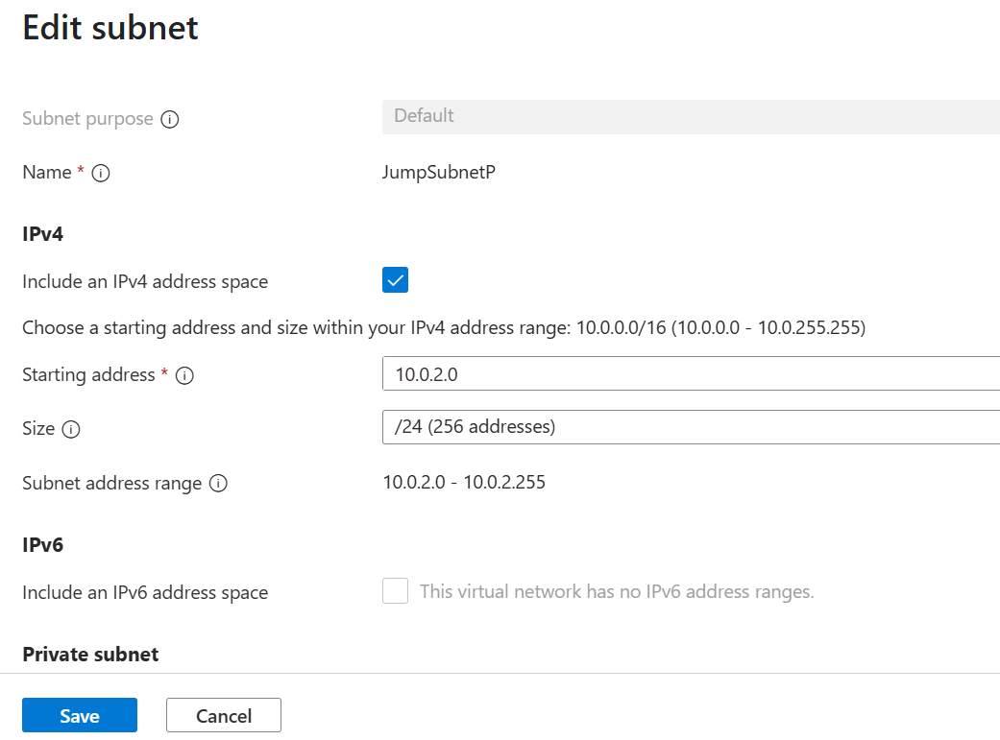 Edit subnet
Subnet purpose
Default
Name *
JumpSubnetP
IPv4
Include an IPv4 address space
Choose a starting address and size within your IPv4 address range: 10.0.0.0/16 (10.0.0.0 - 10.0.255.255)
Starting address *
10.0.2.0
Size
/24 (256 addresses)
Subnet address range
10.0.2.0 - 10.0.2.255
IPv6
Include an IPv6 address space
This virtual network has no IPv6 address ranges.
Private subnet
Save
Cancel